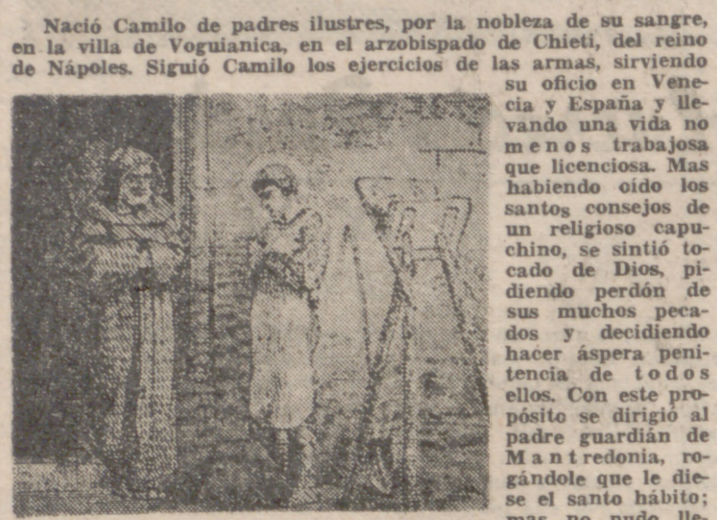 Nació Camilo de padres ilustres, por la nobleza de su sangre,
en la villa de Voguianica, en el arzobispado de Chieti, del reino
de Nápoles. Siguió Camilo los ejercicios de las armas, sirviendo
su oficio en Vene-
cia y España y lle-
vando una vida no
menos trabajosa
que licenciosa. Mas
habiendo oído los
santos consejos de
un religioso capu-
chino, se sintió to-
cado de Dios, pi-
diendo perdón de
sus muchos peca-
dos y decidiendo
hacer áspera peni-
tencia de todos
ellos. Con este pro-
pósito se dirigió al
padre guardián de
Mantredonia, ro-
gándole que le die-
se el santo hábito;
mas no pudo lle-